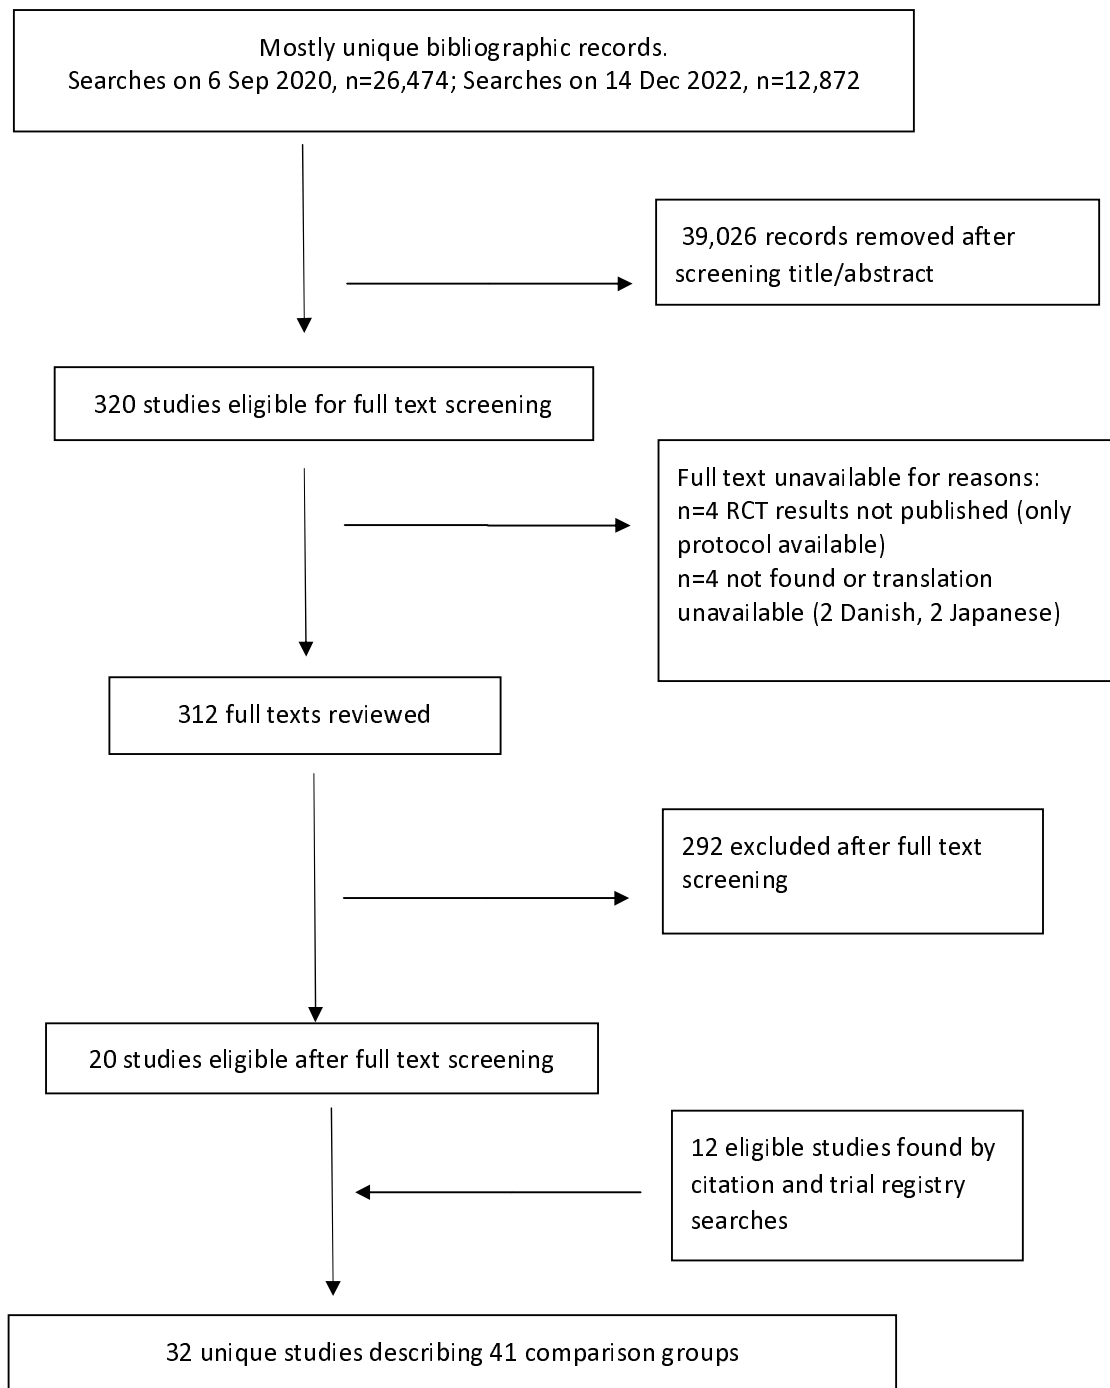 Mostly unique bibliographic records.
Searches on 6 Sep 2020, n=26,474; Searches on 14 Dec 2022, n=12,872
39,026 records removed after
screening title/abstract
320 studies eligible for full text screening
Full text unavailable for reasons:
n=4 RCT results not published (only
protocol available)
n=4 not found or translation
unavailable (2 Danish, 2 Japanese)
312 full texts reviewed
292 excluded after full text
screening
20 studies eligible after full text screening
12 eligible studies found by
citation and trial registry
searches
32 unique studies describing 41 comparison groups